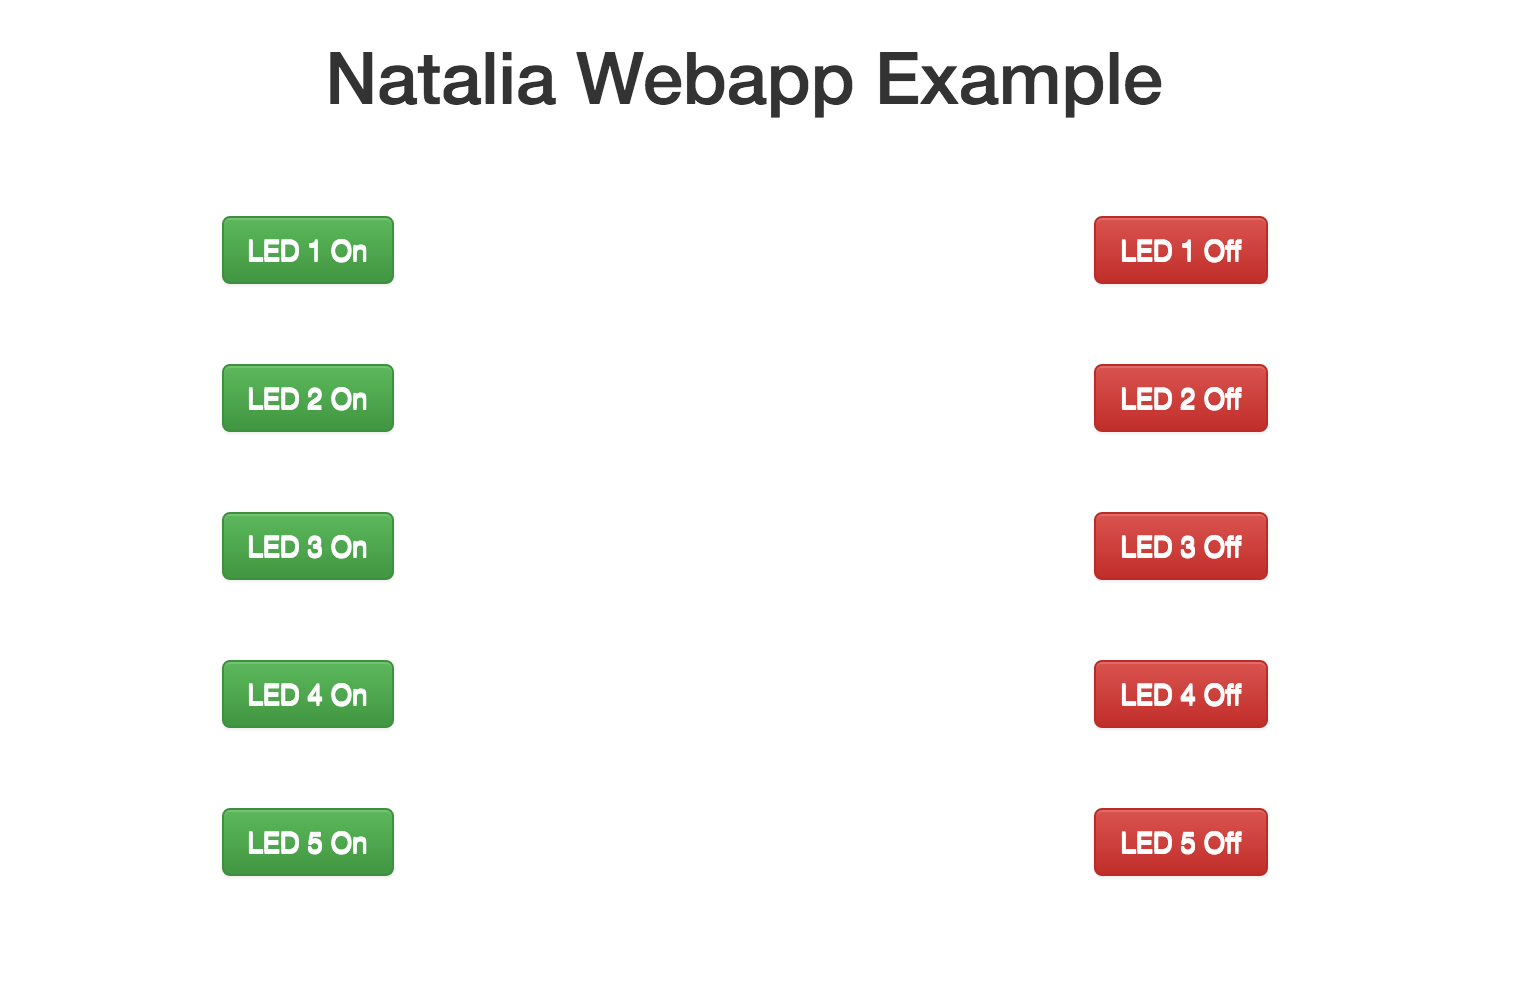 Natalia Webapp Example
LED 1 On
LED 1 Off
LED 2 On
LED 2 Off
LED 3 On
LED 3 Off
LED 4 On
LED 4 Off
LED 5 On
LED 5 Off